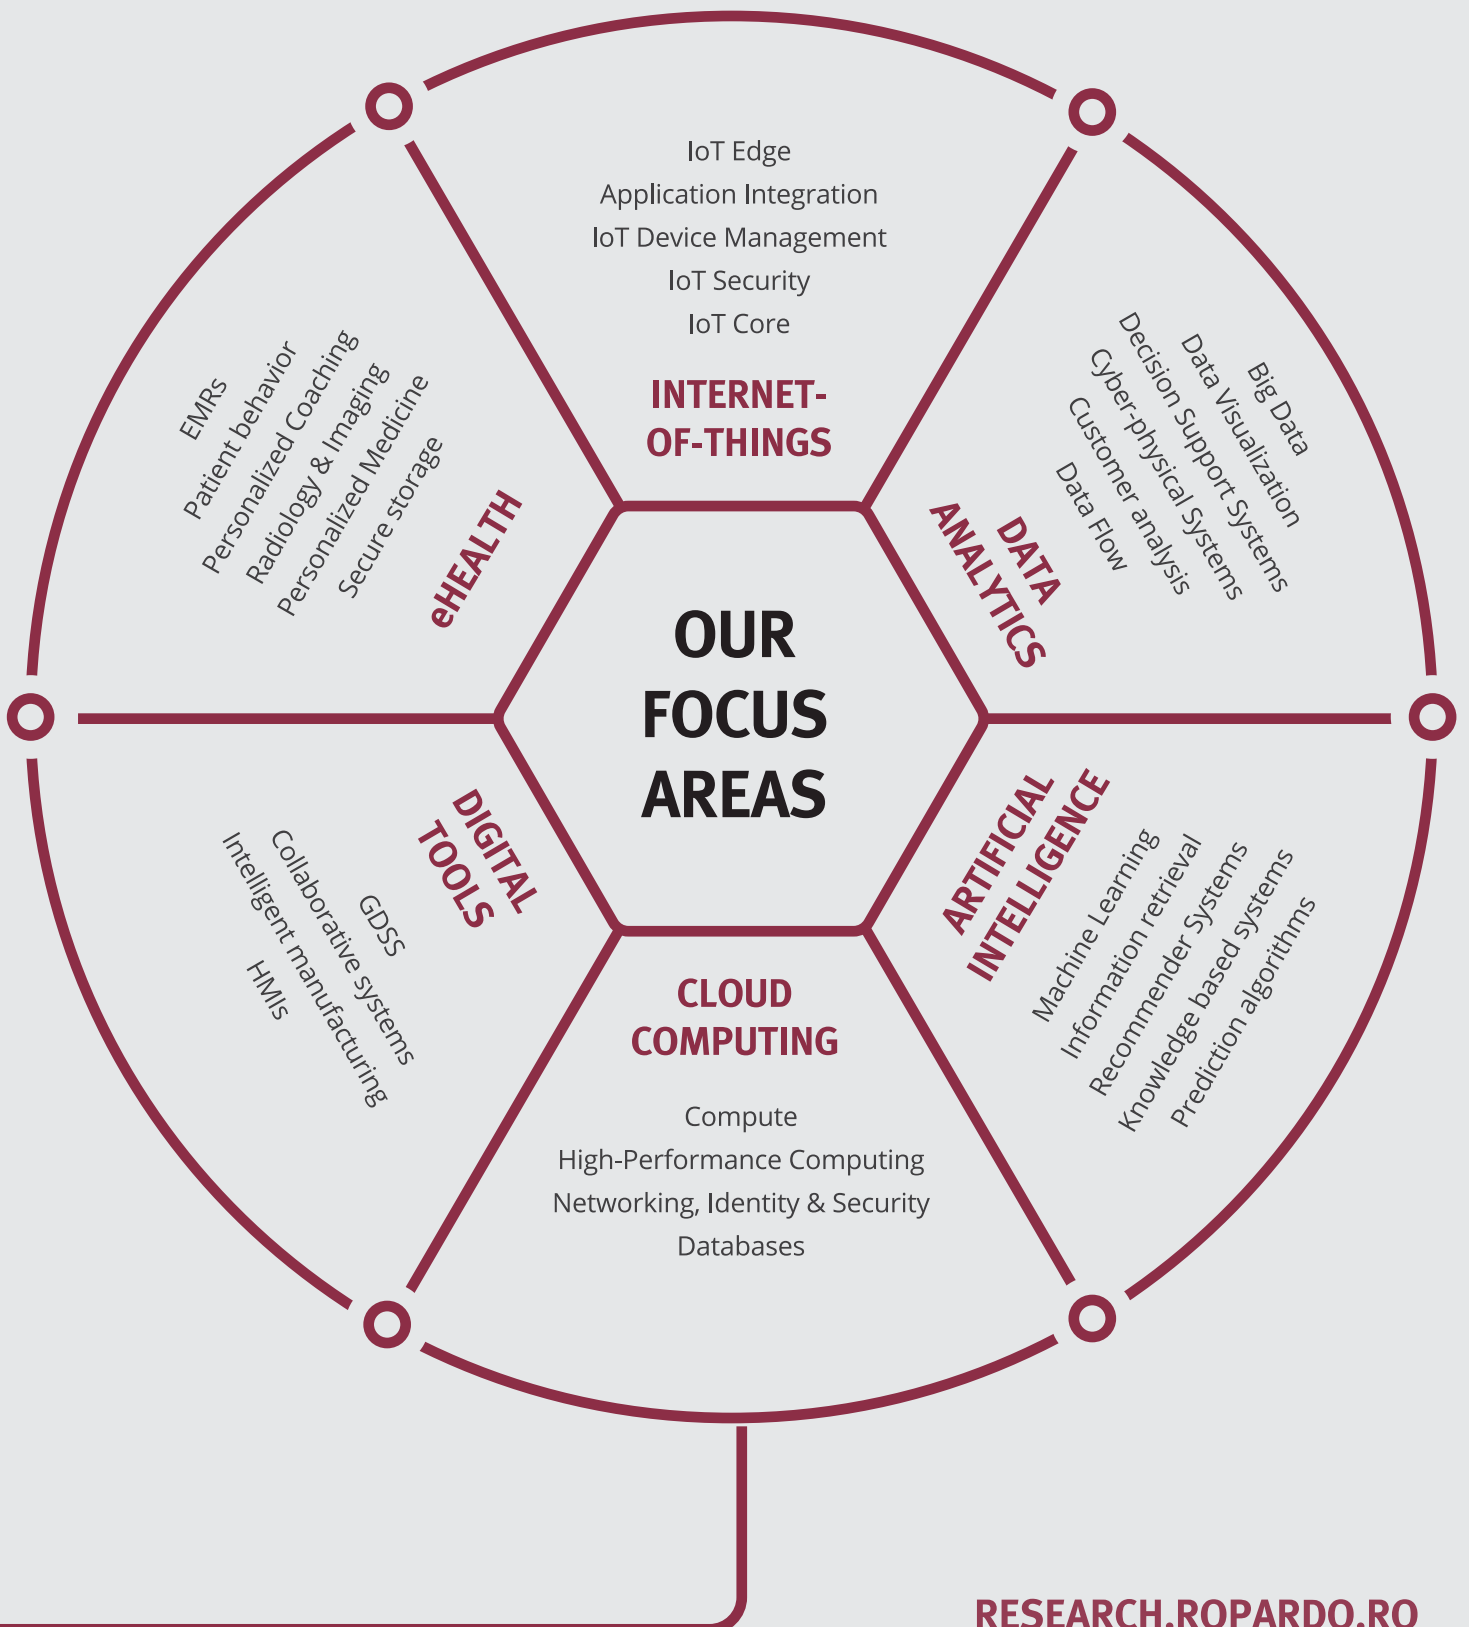 IoT Edge
Application Integration
IoT Device Management
IoT Security
IoT Core
INTERNET-
OF-THINGS
Big Data
Data Visualization
Decision Support Systems
Cyber-physical Systems
Customer analysis
Data Flow
DATA
ANALYTICS
ARTIFICIAL
INTELLIGENCE
Machine Learning
Information retrieval
Recommender Systems
Knowledge based systems
Prediction algorithms
CLOUD
COMPUTING
Compute
High-Performance Computing
Networking, Identity & Security
Databases
DIGITAL
TOOLS
GDSS
Collaborative systems
Intelligent manufacturing
HMIs
EMRs
Patient behavior
Personalized Coaching
Radiology & Imaging
Personalized Medicine
Secure storage
eHEALTH
OUR
FOCUS
AREAS
RESEARCH.ROPARDO.RO